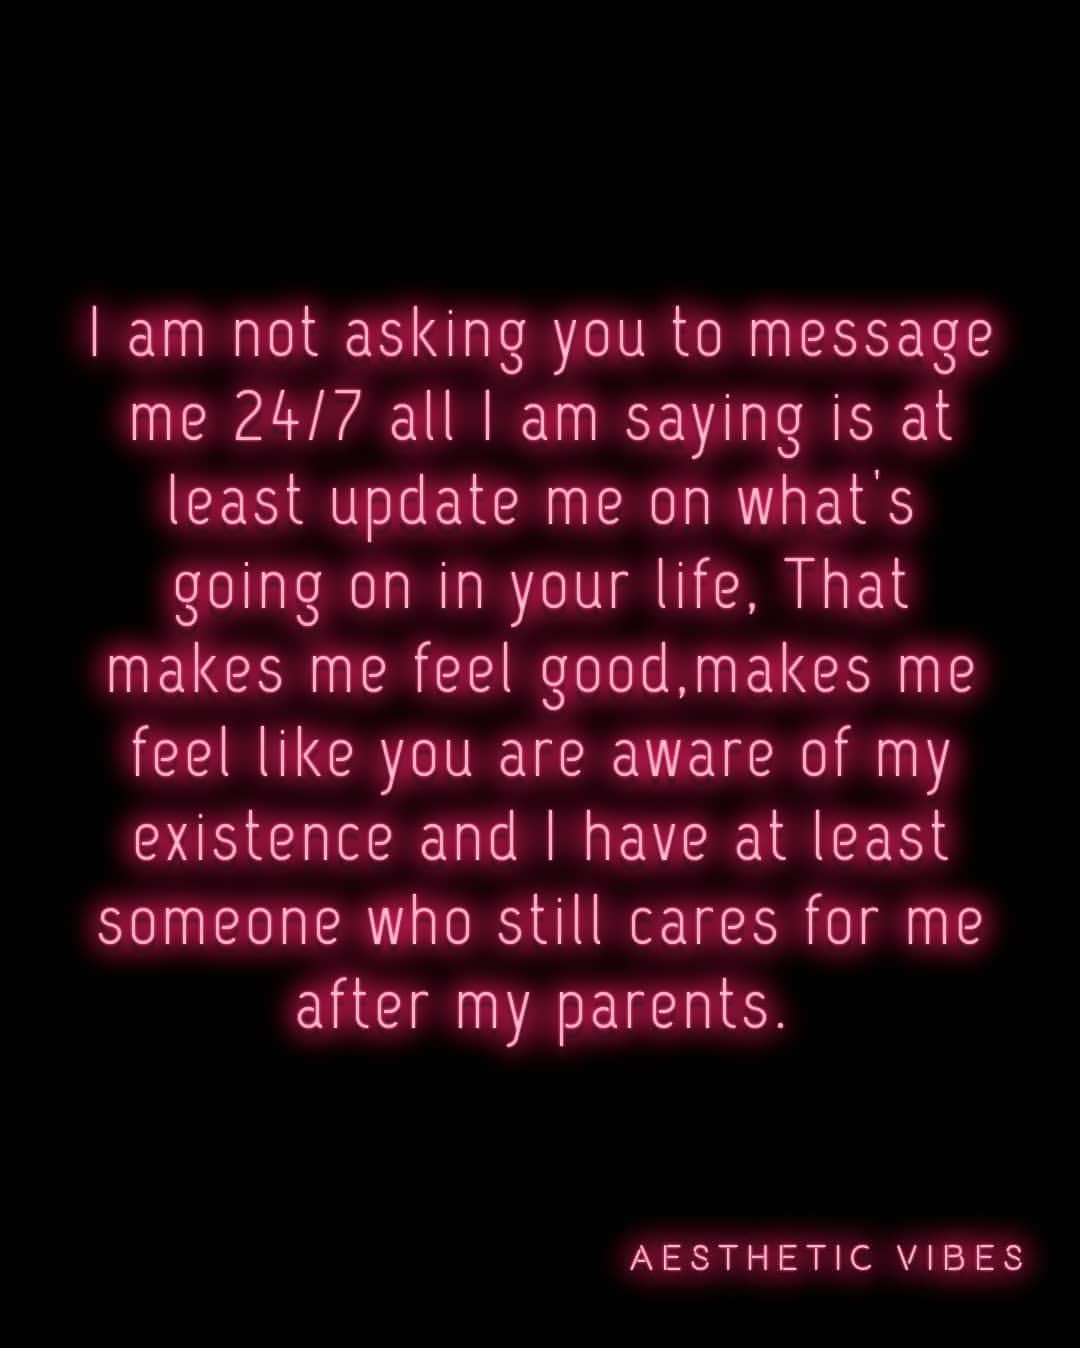 I am not asking you to message
me 24/7 all I am saying is at
least update me on what's
going on in your life, That
makes me feel good,makes me
feel like you are aware of my
existence and I have at least
someone who still cares for me
after my parents.
AESTHETIC VIBES